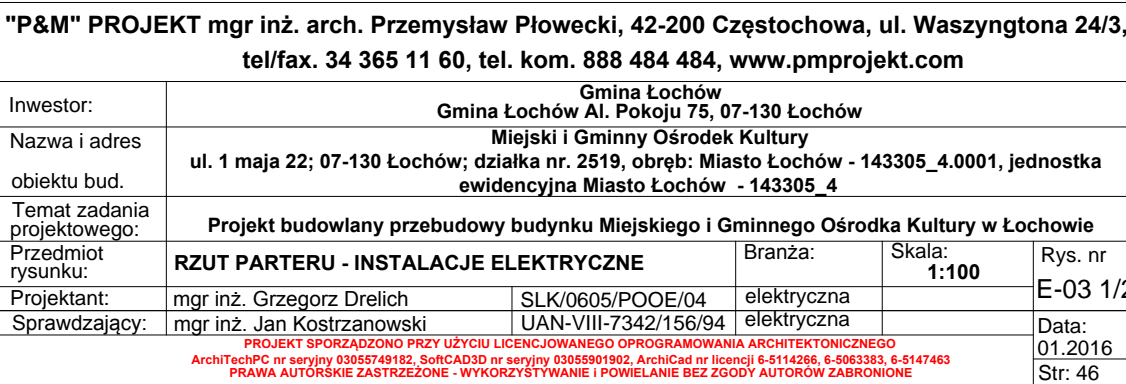 "P&M" PROJEKT mgr inż. arch. Przemysław Płowecki, 42-200 Częstochowa, ul. Waszyngtona 24/3,
tel/fax. 34 365 11 60, tel. kom. 888 484 484, www.pmprojekt.com
Inwestor:
Gmina Łochów
Gmina Łochów Al. Pokoju 75, 07-130 Łochów
Nazwa i adres
obiektu bud.
Miejski i Gminny Ośrodek Kultury
ul. 1 maja 22; 07-130 Łochów; działka nr. 2519, obręb: Miasto Łochów - 143305_4.0001, jednostka
ewidencyjna Miasto Łochów - 143305_4
Temat zadania
projektowego:
Projekt budowlany przebudowy budynku Miejskiego i Gminnego Ośrodka Kultury w Łochowie
Przedmiot
rysunku:
RZUT PARTERU - INSTALACJE ELEKTRYCZNE
Branża:
Skala:
1:100
Rys. nr
E-03 1/2
Projektant:
mgr inż. Grzegorz Drelich
SLK/0605/POOE/04
elektryczna
Sprawdzający:
mgr inż. Jan Kostrzanowski
UAN-VIII-7342/156/94
elektryczna
Data:
01.2016
Str: 46
PROJEKT SPORZĄDZONO PRZY UŻYCIU LICENCJOWANEGO OPROGRAMOWANIA ARCHITEKTONICZNEGO
ArchiTechPC nr seryjny 03055749182, SoftCAD3D nr seryjny 03055901902, ArchiCad nr licencji 6-5114266, 6-5063383, 6-5147463
PRAWA AUTORSKIE ZASTRZEŻONE - WYKORZYSTYWANIE i POWIELANIE BEZ ZGODY AUTORÓW ZABRONIONE